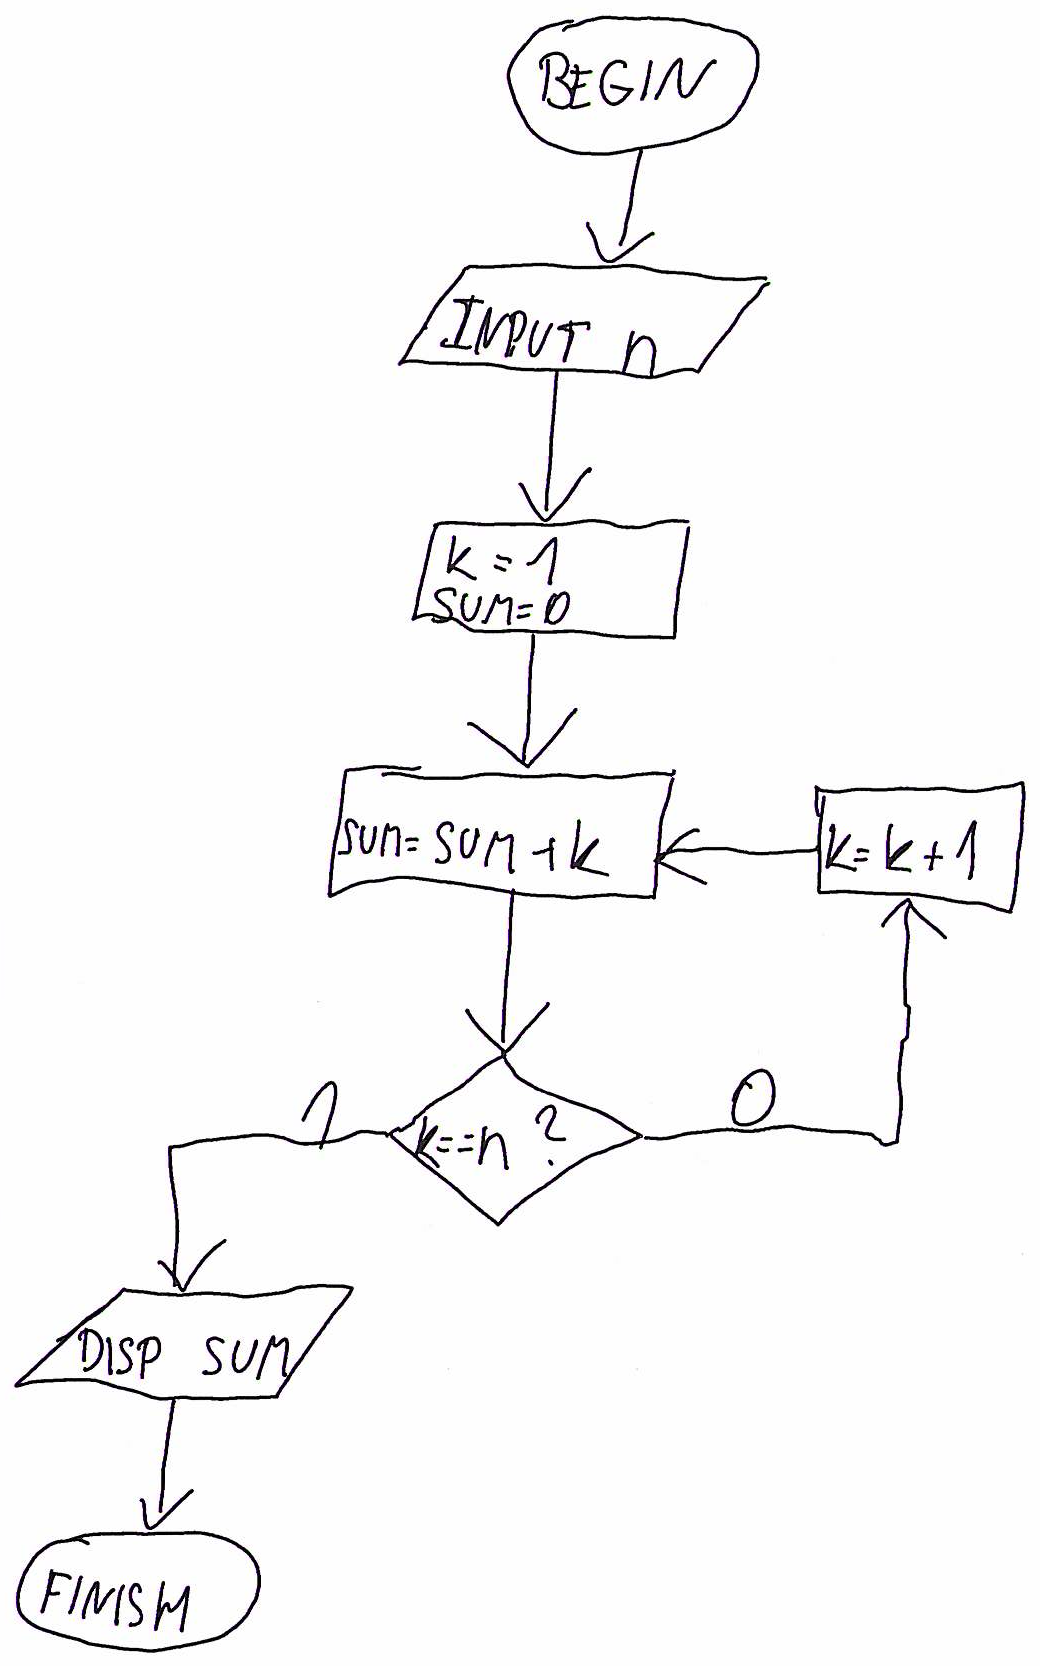 BEGIN
INPUT n
k=1
SUM=0
SUM=SUM+k
k=k+1
k==n ?
1
0
DISP SUM
FINISH